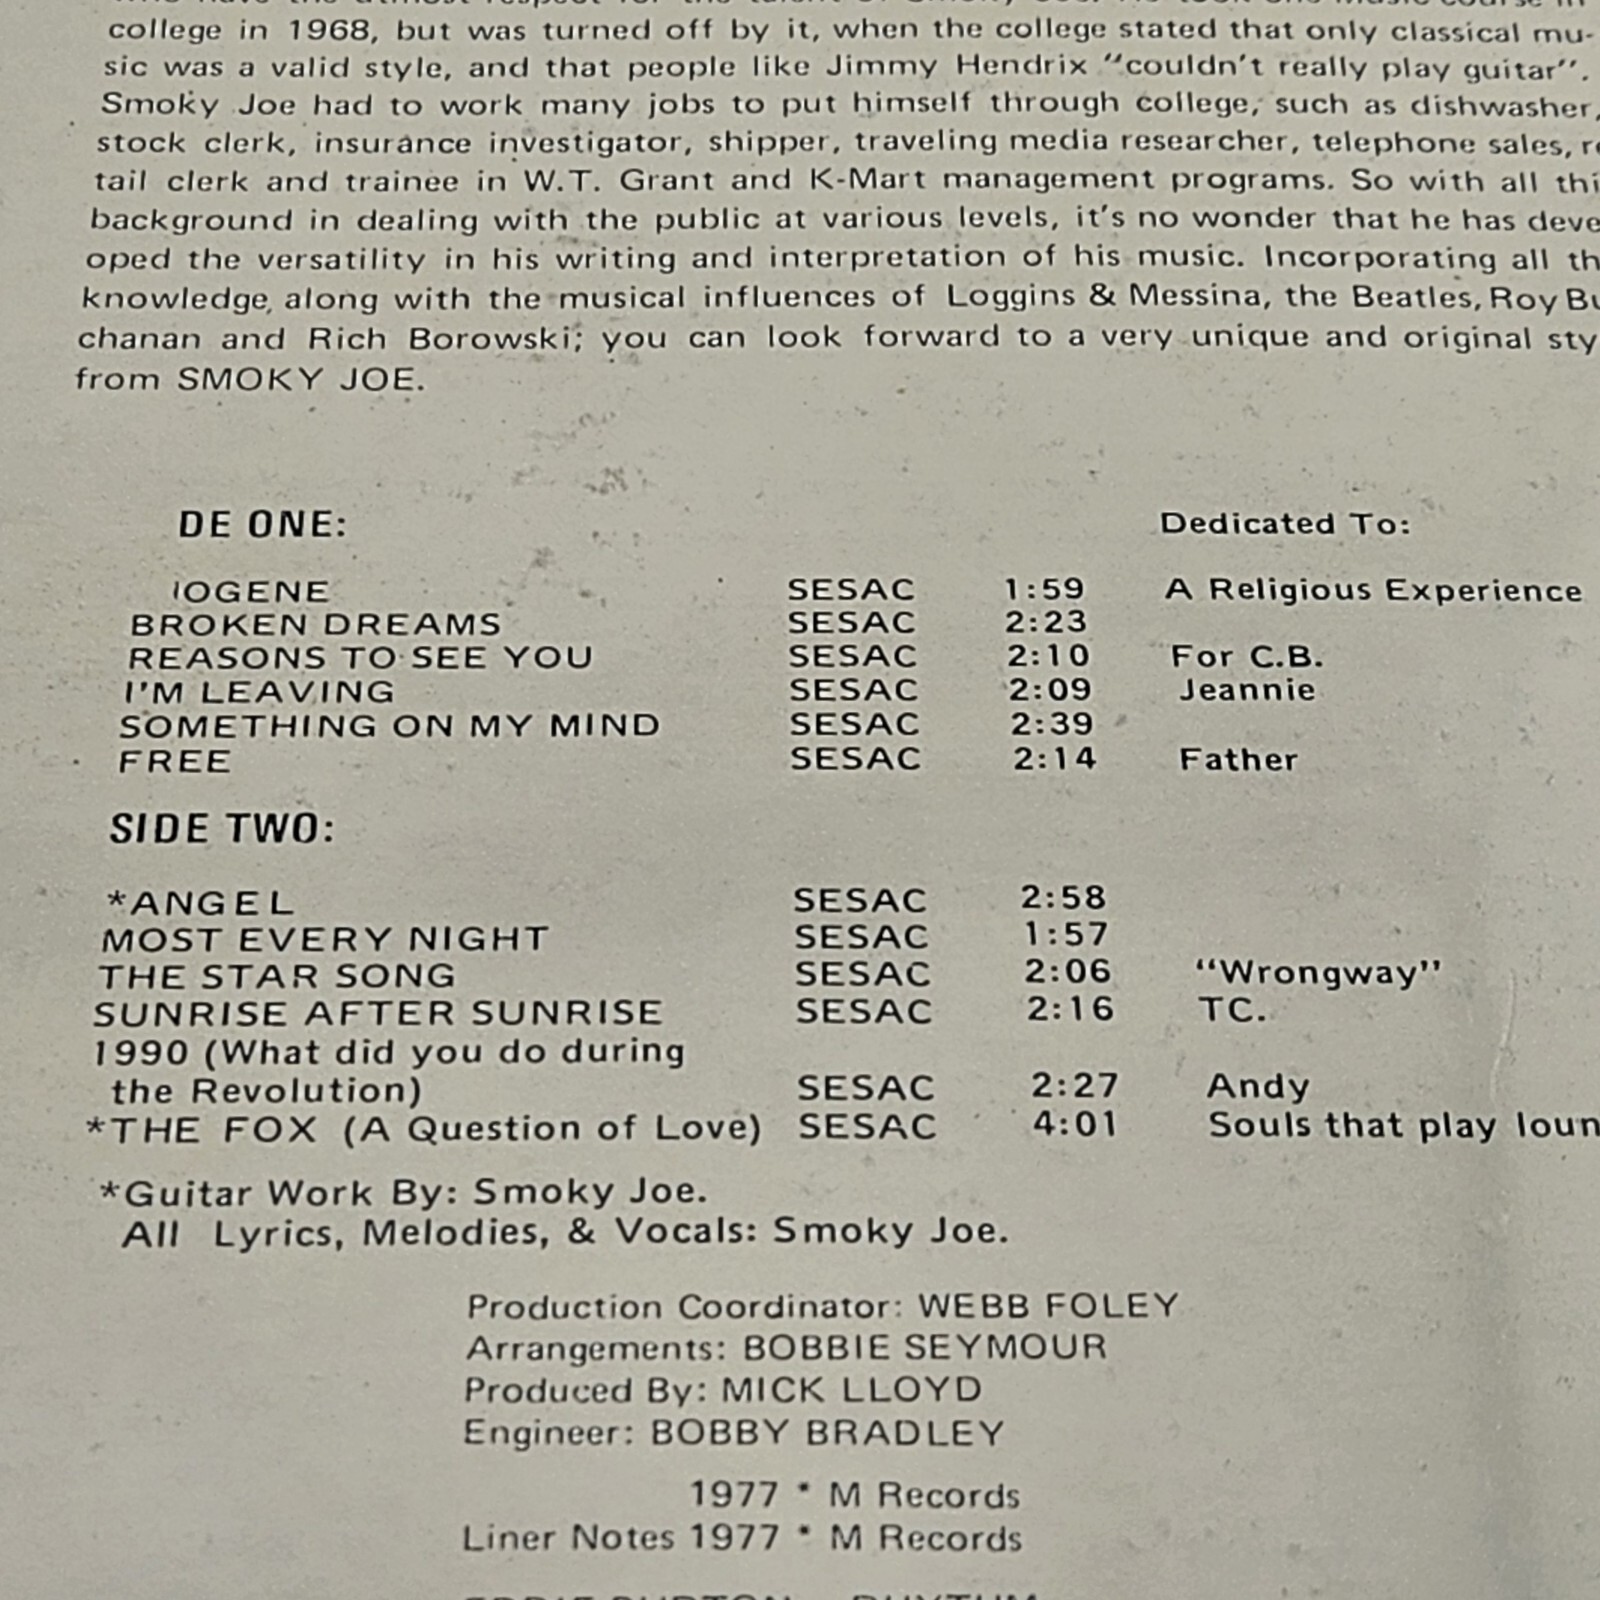 college in 1968, but was turned off by it, when the college stated that only classical mu-
sic was a valid style, and that people like Jimmy Hendrix "couldn't really play guitar".
Smoky Joe had to work many jobs to put himself through college, such as dishwasher,
stock clerk, insurance investigator, shipper, traveling media researcher, telephone sales, re
tail clerk and trainee in W.T. Grant and K-Mart management programs. So with all thi
background in dealing with the public at various levels, it's no wonder that he has deve
oped the versatility in his writing and interpretation of his music. Incorporating all th
knowledge, along with the musical influences of Loggins & Messina, the Beatles, Roy Bu
chanan and Rich Borowski; you can look forward to a very unique and original sty
from SMOKY JOE.
DE ONE: Dedicated To:
IOGENE SESAC 1:59 A Religious Experience
BROKEN DREAMS SESAC 2:23
REASONS TO SEE YOU SESAC 2:10 For C.B.
I'M LEAVING SESAC 2:09 Jeannie
SOMETHING ON MY MIND SESAC 2:39
FREE SESAC 2:14 Father
SIDE TWO:
*ANGEL SESAC 2:58
MOST EVERY NIGHT SESAC 1:57
THE STAR SONG SESAC 2:06 "Wrongway"
SUNRISE AFTER SUNRISE SESAC 2:16 TC.
1990 (What did you do during
the Revolution) SESAC 2:27 Andy
*THE FOX (A Question of Love) SESAC 4:01 Souls that play loun
*Guitar Work By: Smoky Joe.
All Lyrics, Melodies, & Vocals: Smoky Joe.
Production Coordinator: WEBB FOLEY
Arrangements: BOBBIE SEYMOUR
Produced By: MICK LLOYD
Engineer: BOBBY BRADLEY
1977 * M Records
Liner Notes 1977 * M Records